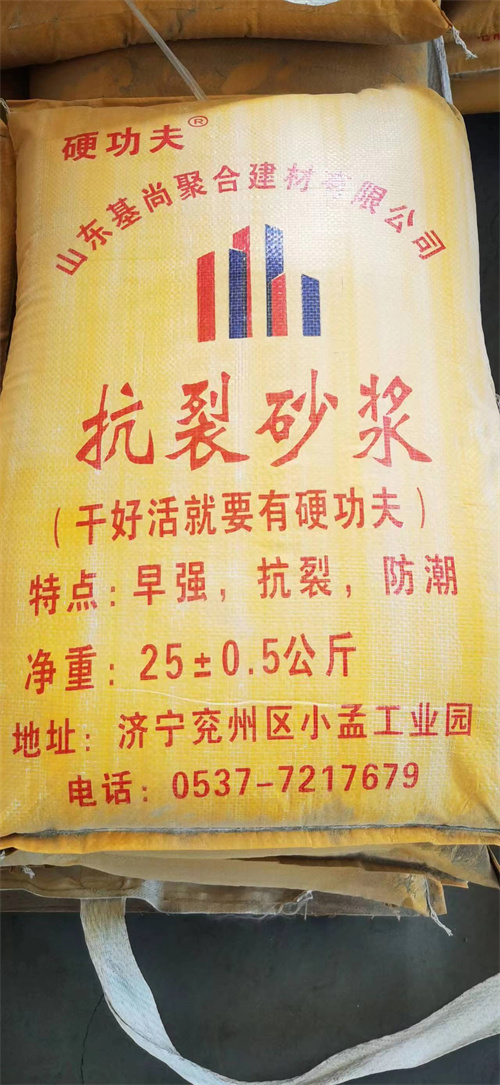 硬功夫®
山东基尚聚合建材有限公司
抗裂砂浆
（干好活就要有硬功夫）
特点：早强，抗裂，防潮
净重：25±0.5公斤
地址：济宁兖州区小孟工业园
电话：0537-7217679